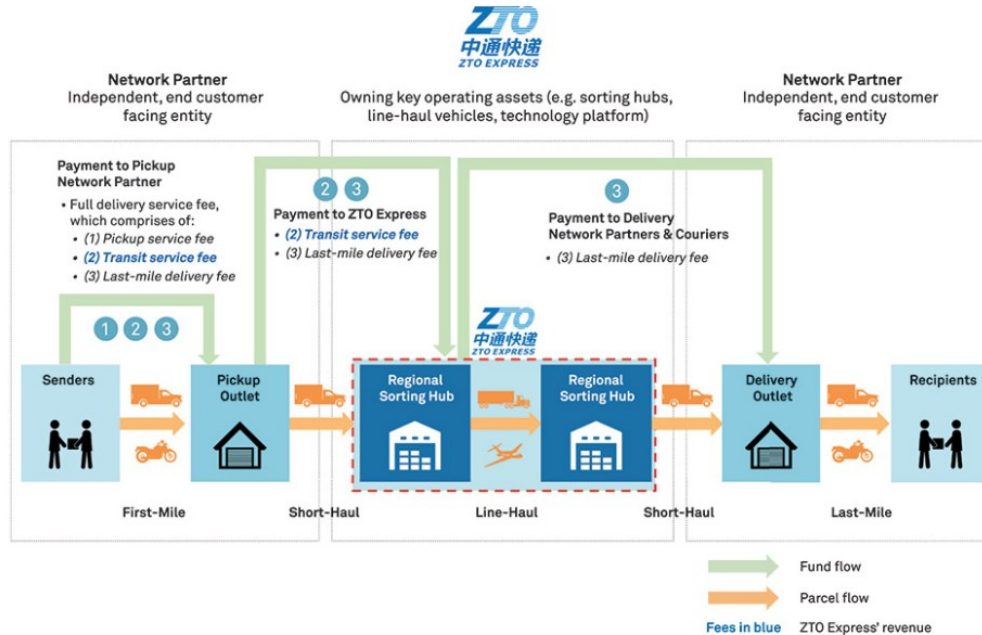 ZTO
中通快递
ZTO EXPRESS
Network Partner
Independent, end customer
facing entity
Owning key operating assets (e.g. sorting hubs,
line-haul vehicles, technology platform)
Network Partner
Independent, end customer
facing entity
Payment to Pickup
Network Partner
• Full delivery service fee,
which comprises of:
• (1) Pickup service fee
• (2) Transit service fee
• (3) Last-mile delivery fee
1 2 3
2 3
Payment to ZTO Express
• (2) Transit service fee
• (3) Last-mile delivery fee
3
Payment to Delivery
Network Partners & Couriers
• (3) Last-mile delivery fee
ZTO
中通快递
ZTO EXPRESS
Senders
Pickup
Outlet
Regional
Sorting Hub
Regional
Sorting Hub
Delivery
Outlet
Recipients
First-Mile
Short-Haul
Line-Haul
Short-Haul
Last-Mile
Fund flow
Parcel flow
Fees in blue ZTO Express' revenue